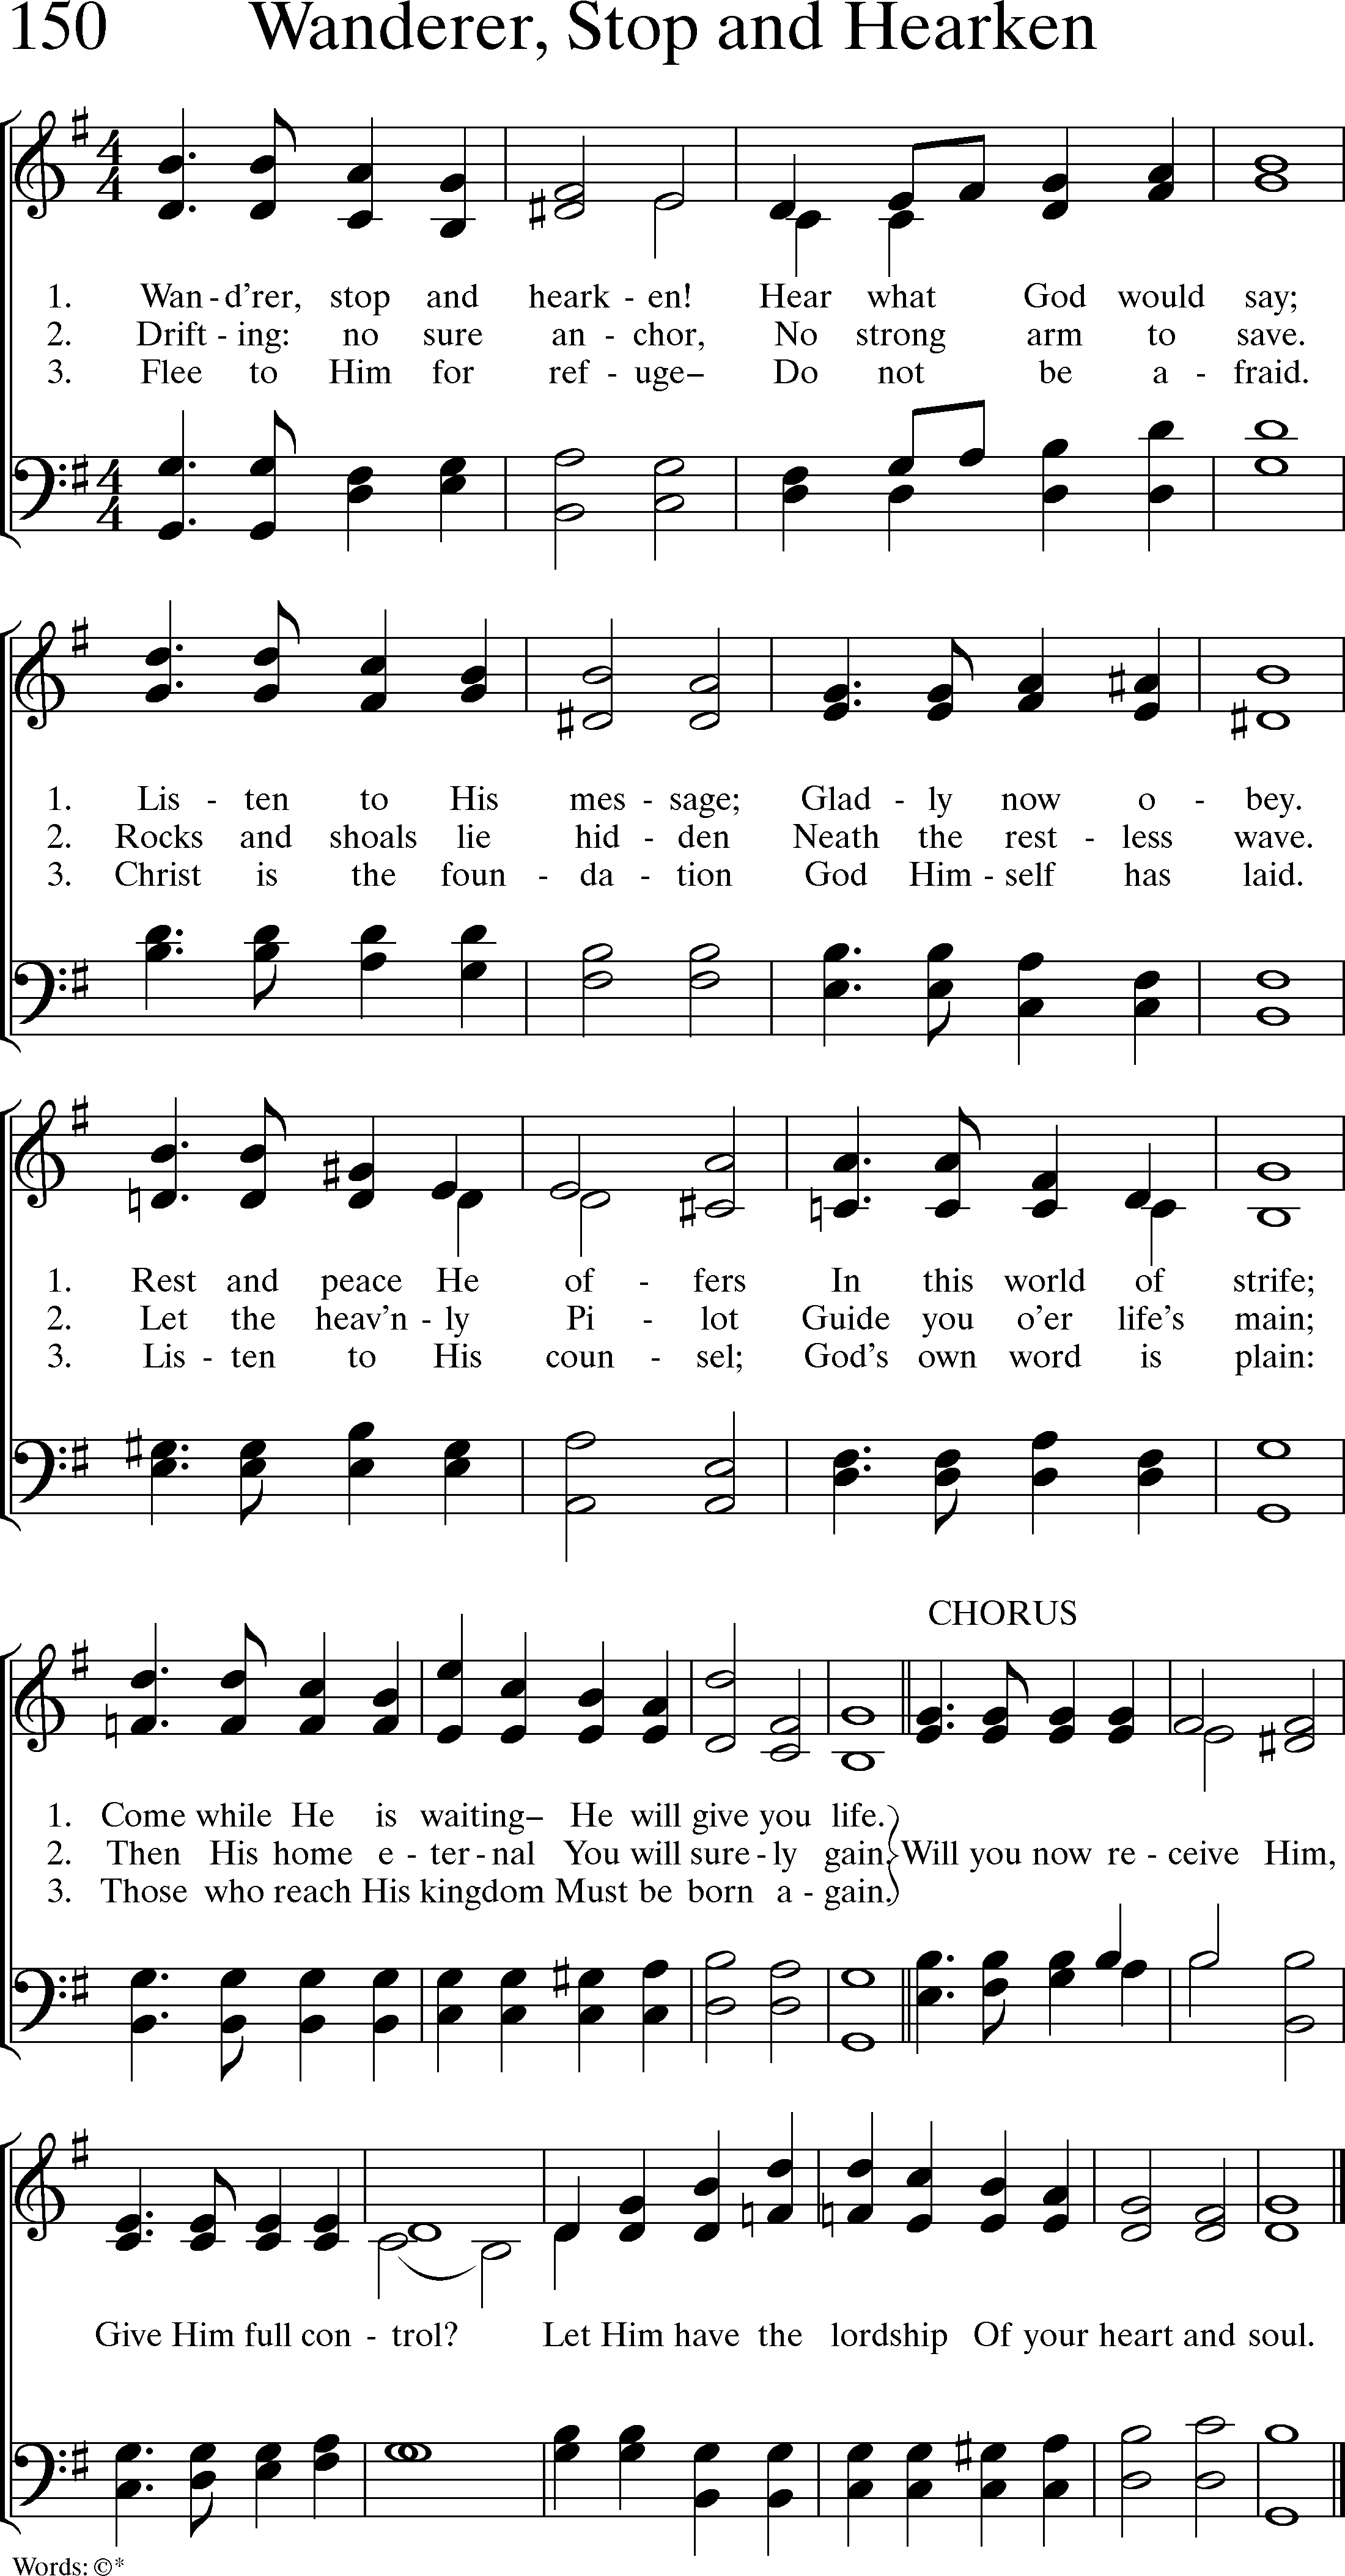 150 Wanderer, Stop and Hearken
1. Wan - d'rer, stop and heark - en! Hear what God would say;
2. Drift - ing: no sure an - chor, No strong arm to save.
3. Flee to Him for ref - uge– Do not be a - fraid.
1. Lis - ten to His mes - sage; Glad - ly now o - bey.
2. Rocks and shoals lie hid - den Neath the rest - less wave.
3. Christ is the foun - da - tion God Him - self has laid.
1. Rest and peace He of - fers In this world of strife;
2. Let the heav'n - ly Pi - lot Guide you o'er life's main;
3. Lis - ten to His coun - sel; God's own word is plain:
CHORUS
1. Come while He is waiting– He will give you life.
2. Then His home e - ter - nal You will sure - ly gain. Will you now re - ceive Him,
3. Those who reach His kingdom Must be born a - gain.
Give Him full con - trol? Let Him have the lordship Of your heart and soul.
Words: ©*